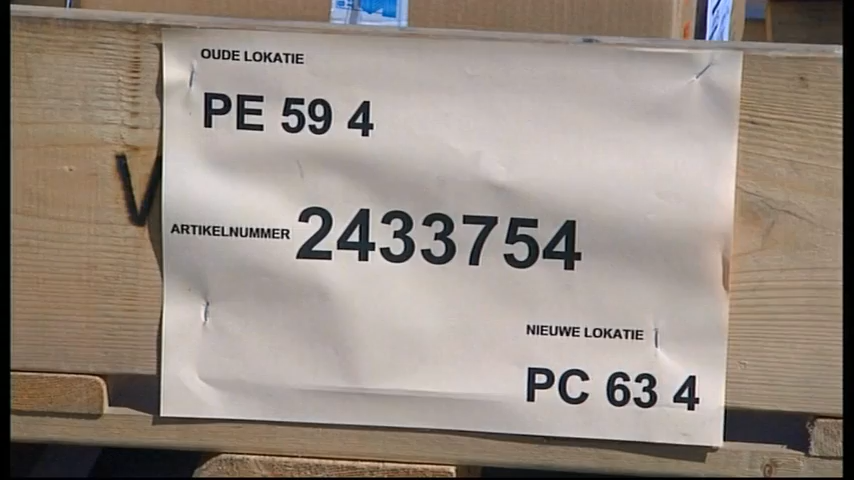 OUDE LOKATIE
PE 59 4
ARTIKELNUMMER 2433754
NIEUWE LOKATIE
PC 63 4